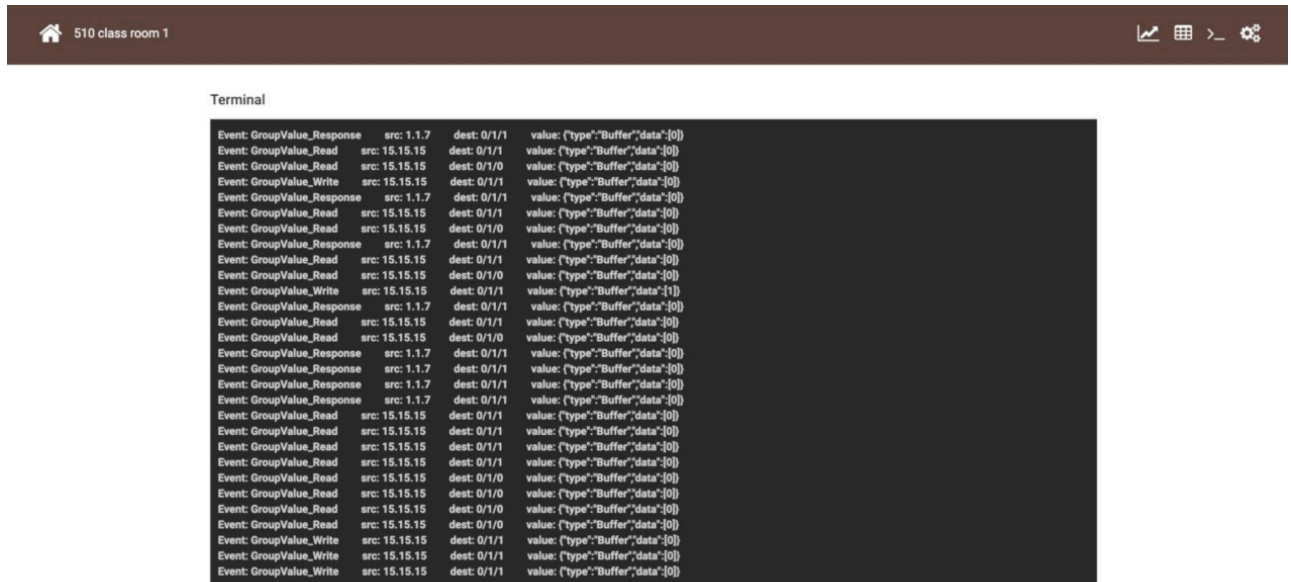 510 class room 1
Terminal
Event: GroupValue_Response src: 1.1.7 dest: 0/1/1 value: {"type":"Buffer","data":[0]}
Event: GroupValue_Read src: 15.15.15 dest: 0/1/1 value: {"type":"Buffer","data":[0]}
Event: GroupValue_Read src: 15.15.15 dest: 0/1/0 value: {"type":"Buffer","data":[0]}
Event: GroupValue_Write src: 15.15.15 dest: 0/1/1 value: {"type":"Buffer","data":[0]}
Event: GroupValue_Response src: 1.1.7 dest: 0/1/1 value: {"type":"Buffer","data":[0]}
Event: GroupValue_Read src: 15.15.15 dest: 0/1/1 value: {"type":"Buffer","data":[0]}
Event: GroupValue_Read src: 15.15.15 dest: 0/1/0 value: {"type":"Buffer","data":[0]}
Event: GroupValue_Response src: 1.1.7 dest: 0/1/1 value: {"type":"Buffer","data":[0]}
Event: GroupValue_Read src: 15.15.15 dest: 0/1/1 value: {"type":"Buffer","data":[0]}
Event: GroupValue_Read src: 15.15.15 dest: 0/1/0 value: {"type":"Buffer","data":[0]}
Event: GroupValue_Write src: 15.15.15 dest: 0/1/1 value: {"type":"Buffer","data":[1]}
Event: GroupValue_Response src: 1.1.7 dest: 0/1/1 value: {"type":"Buffer","data":[0]}
Event: GroupValue_Read src: 15.15.15 dest: 0/1/1 value: {"type":"Buffer","data":[0]}
Event: GroupValue_Read src: 15.15.15 dest: 0/1/0 value: {"type":"Buffer","data":[0]}
Event: GroupValue_Response src: 1.1.7 dest: 0/1/1 value: {"type":"Buffer","data":[0]}
Event: GroupValue_Response src: 1.1.7 dest: 0/1/1 value: {"type":"Buffer","data":[0]}
Event: GroupValue_Response src: 1.1.7 dest: 0/1/1 value: {"type":"Buffer","data":[0]}
Event: GroupValue_Response src: 1.1.7 dest: 0/1/1 value: {"type":"Buffer","data":[0]}
Event: GroupValue_Read src: 15.15.15 dest: 0/1/1 value: {"type":"Buffer","data":[0]}
Event: GroupValue_Read src: 15.15.15 dest: 0/1/1 value: {"type":"Buffer","data":[0]}
Event: GroupValue_Read src: 15.15.15 dest: 0/1/1 value: {"type":"Buffer","data":[0]}
Event: GroupValue_Read src: 15.15.15 dest: 0/1/1 value: {"type":"Buffer","data":[0]}
Event: GroupValue_Read src: 15.15.15 dest: 0/1/0 value: {"type":"Buffer","data":[0]}
Event: GroupValue_Read src: 15.15.15 dest: 0/1/0 value: {"type":"Buffer","data":[0]}
Event: GroupValue_Read src: 15.15.15 dest: 0/1/0 value: {"type":"Buffer","data":[0]}
Event: GroupValue_Read src: 15.15.15 dest: 0/1/0 value: {"type":"Buffer","data":[0]}
Event: GroupValue_Write src: 15.15.15 dest: 0/1/1 value: {"type":"Buffer","data":[0]}
Event: GroupValue_Write src: 15.15.15 dest: 0/1/1 value: {"type":"Buffer","data":[0]}
Event: GroupValue_Write src: 15.15.15 dest: 0/1/1 value: {"type":"Buffer","data":[0]}